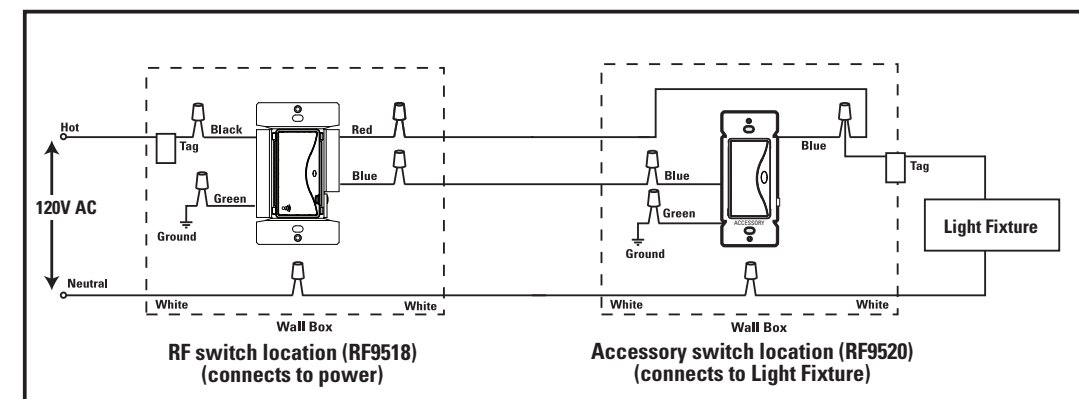 Hot
Black
Red
Tag
Blue
Tag
Blue
Blue
120V AC
Green
Green
Light Fixture
Ground
ACCESSORY
Ground
Neutral
White
White
White
White
Wall Box
Wall Box
RF switch location (RF9518)
(connects to power)
Accessory switch location (RF9520)
(connects to Light Fixture)